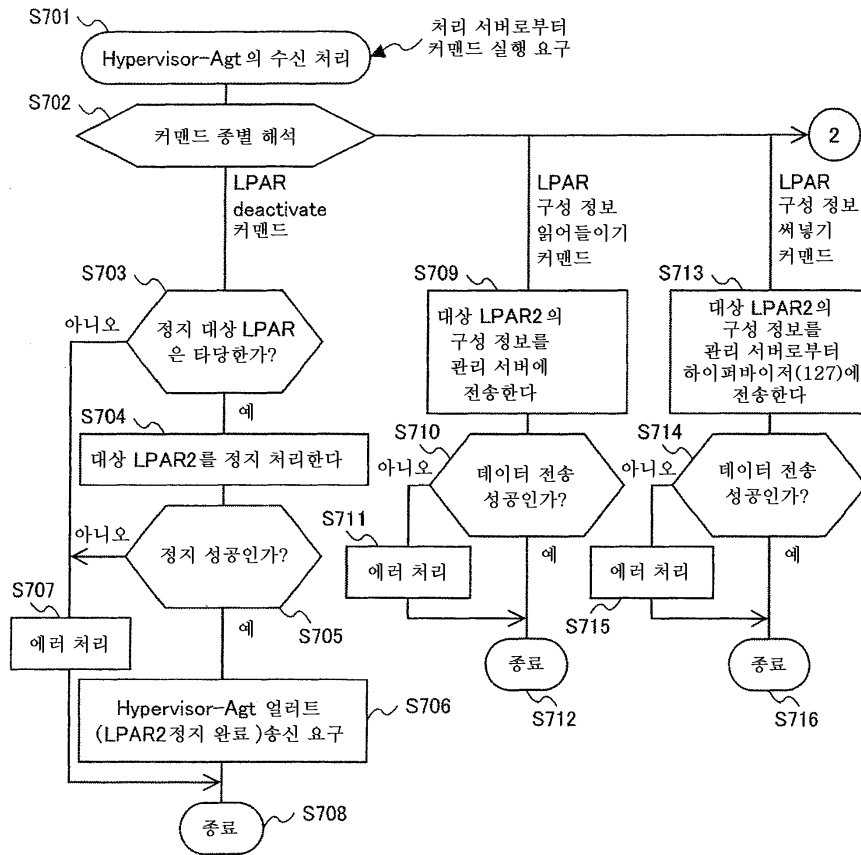 S701
처리 서버로부터
커맨드 실행 요구
Hypervisor-Agt의 수신 처리
S702
커맨드 종별 해석
2
LPAR
deactivate
커맨드
LPAR
구성 정보
읽어들이기
커맨드
LPAR
구성 정보
써넣기
커맨드
S703
아니오
정지 대상 LPAR
은 타당한가?
예
S704
대상 LPAR2를 정지 처리한다
아니오
정지 성공인가?
S705
예
S707
에러 처리
Hypervisor-Agt 얼러트
(LPAR2정지 완료)송신 요구
S706
종료
S708
S709
대상 LPAR2의
구성 정보를
관리 서버에
전송한다
S710
아니오
데이터 전송
성공인가?
예
S711
에러 처리
종료
S712
S713
대상 LPAR2의
구성 정보를
관리 서버로부터
하이퍼바이저(127)에
전송한다
S714
아니오
데이터 전송
성공인가?
예
에러 처리
S715
종료
S716